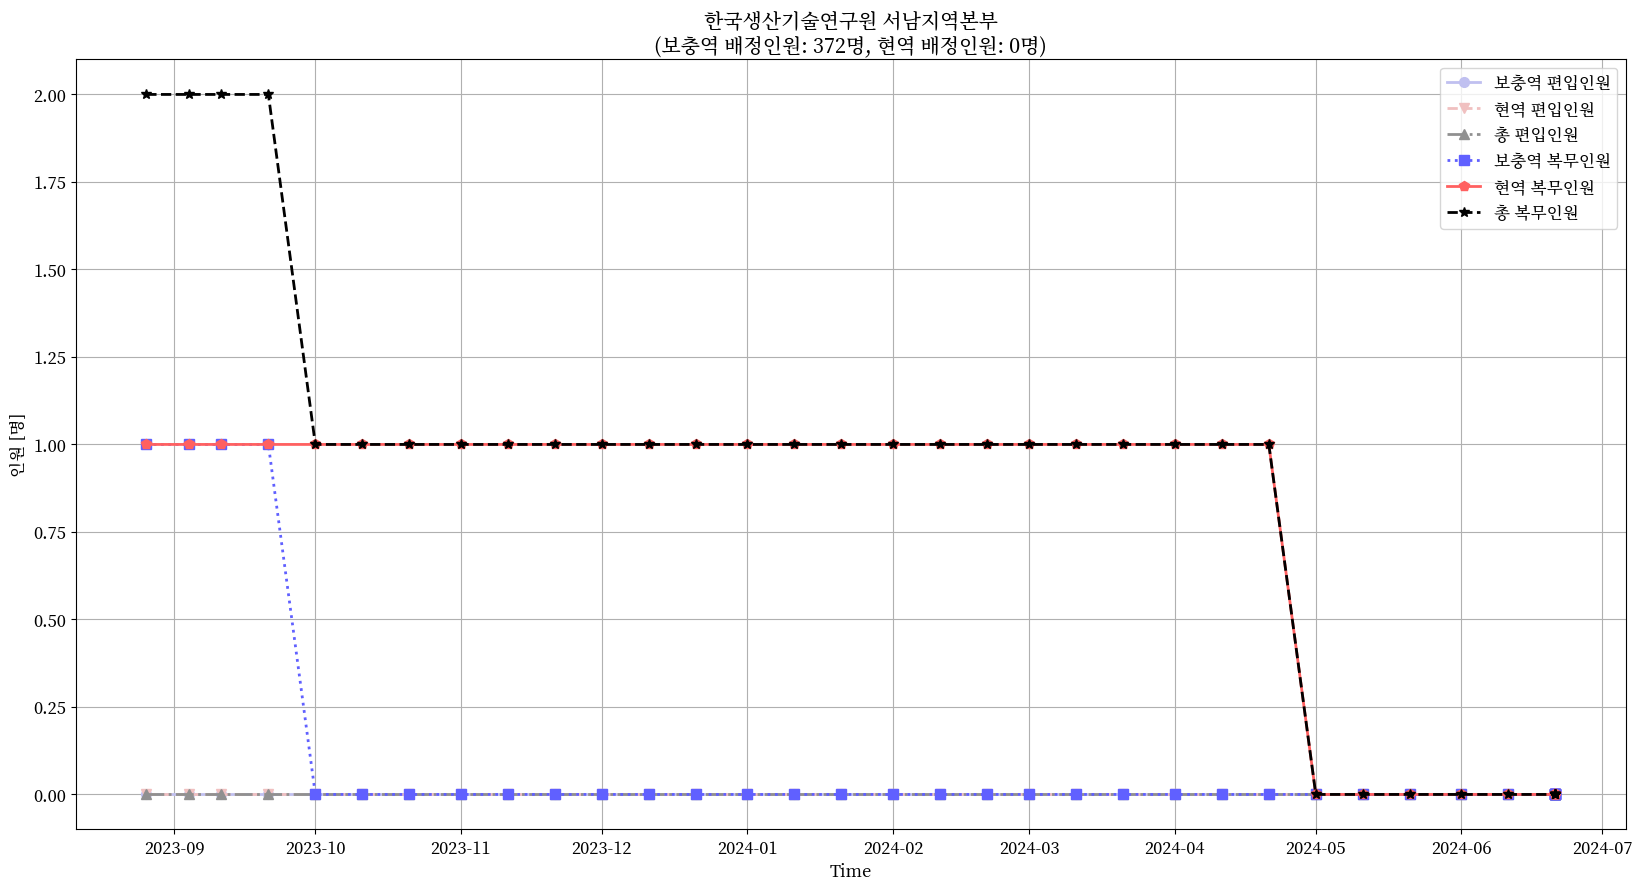 한국생산기술연구원 서남지역본부
(보충역 배정인원: 372명, 현역 배정인원: 0명)
보충역 편입인원
현역 편입인원
총 편입인원
보충역 복무인원
현역 복무인원
총 복무인원
인원 [명]
2.00
1.75
1.50
1.25
1.00
0.75
0.50
0.25
0.00
2023-09 2023-10 2023-11 2023-12 2024-01 2024-02 2024-03 2024-04 2024-05 2024-06 2024-07
Time